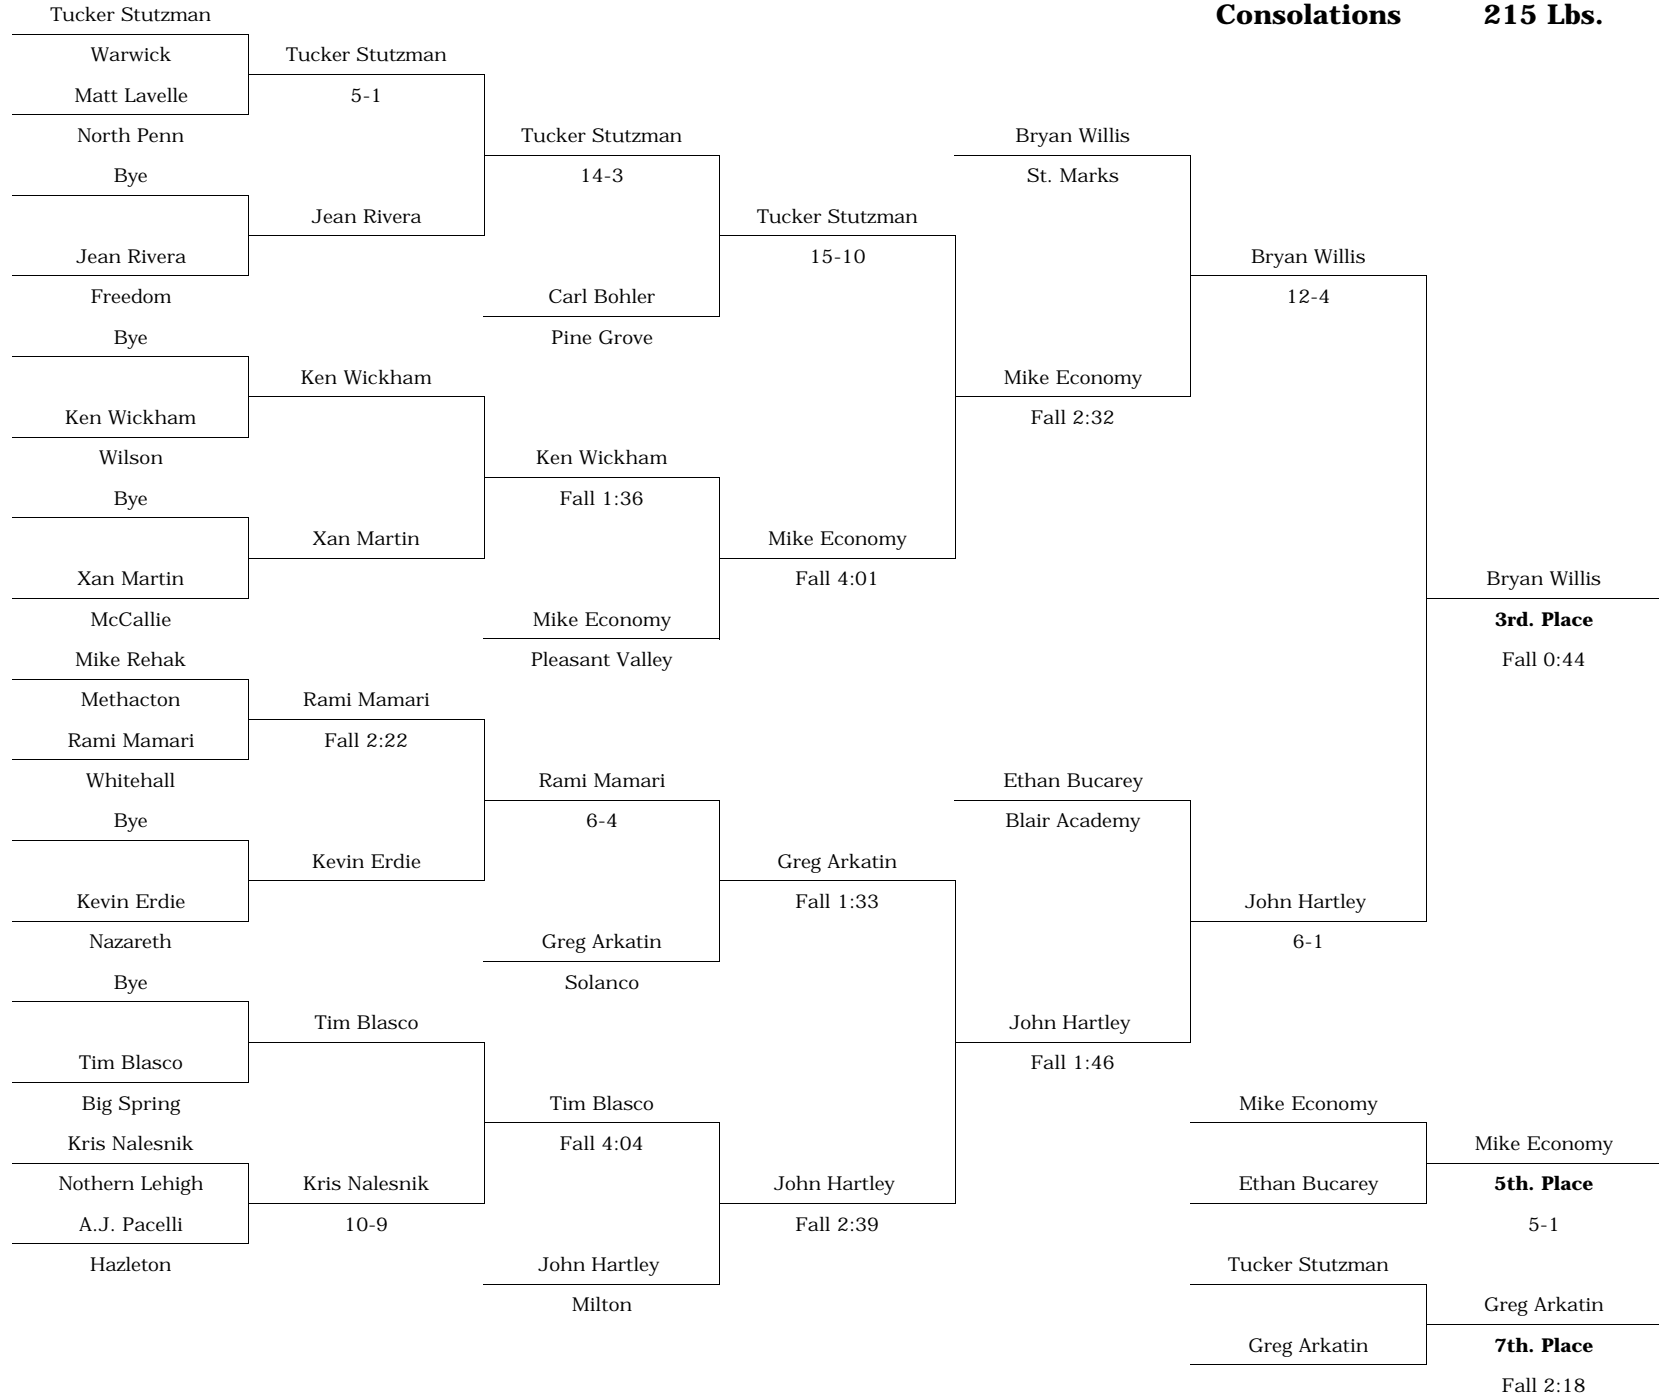 Consolations 215 Lbs.
Tucker Stutzman
Warwick
Matt Lavelle
North Penn
Bye
Jean Rivera
Freedom
Bye
Ken Wickham
Wilson
Bye
Xan Martin
McCallie
Mike Rehak
Methacton
Rami Mamari
Whitehall
Bye
Kevin Erdie
Nazareth
Bye
Tim Blasco
Big Spring
Kris Nalesnik
Nothern Lehigh
A.J. Pacelli
Hazleton
Tucker Stutzman
5-1
Jean Rivera
Ken Wickham
Xan Martin
Rami Mamari
Fall 2:22
Kevin Erdie
Tim Blasco
Kris Nalesnik
10-9
Tucker Stutzman
14-3
Carl Bohler
Pine Grove
Ken Wickham
Fall 1:36
Mike Economy
Pleasant Valley
Rami Mamari
6-4
Greg Arkatin
Solanco
Tim Blasco
Fall 4:04
John Hartley
Milton
Tucker Stutzman
15-10
Mike Economy
Fall 4:01
Greg Arkatin
Fall 1:33
John Hartley
Fall 2:39
Bryan Willis
St. Marks
Mike Economy
Fall 2:32
Ethan Bucarey
Blair Academy
John Hartley
Fall 1:46
Bryan Willis
12-4
John Hartley
6-1
Bryan Willis
3rd. Place
Fall 0:44
Mike Economy
Ethan Bucarey
Mike Economy
5th. Place
5-1
Tucker Stutzman
Greg Arkatin
Greg Arkatin
7th. Place
Fall 2:18